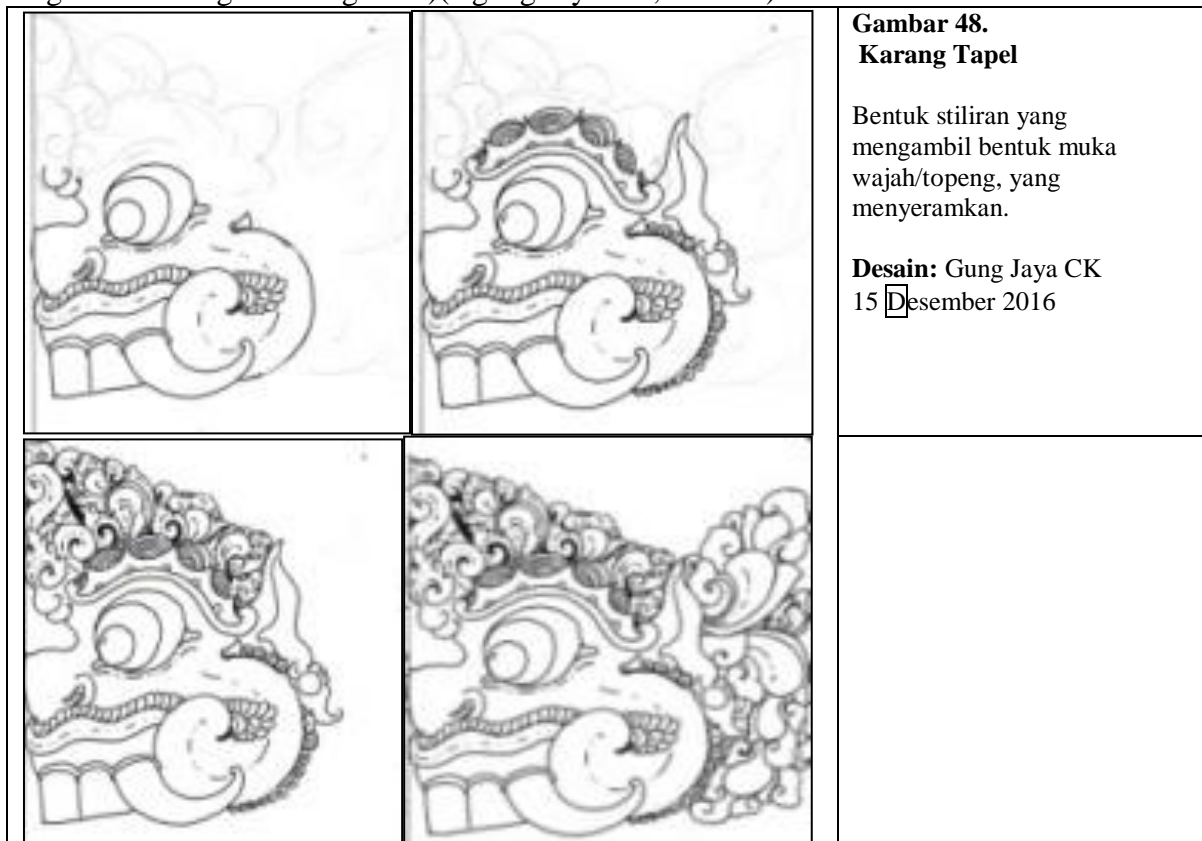 Gambar 48.
Karang Tapel
Bentuk stiliran yang
mengambil bentuk muka
wajah/topeng, yang
menyeramkan.
Desain: Gung Jaya CK
15 Desember 2016